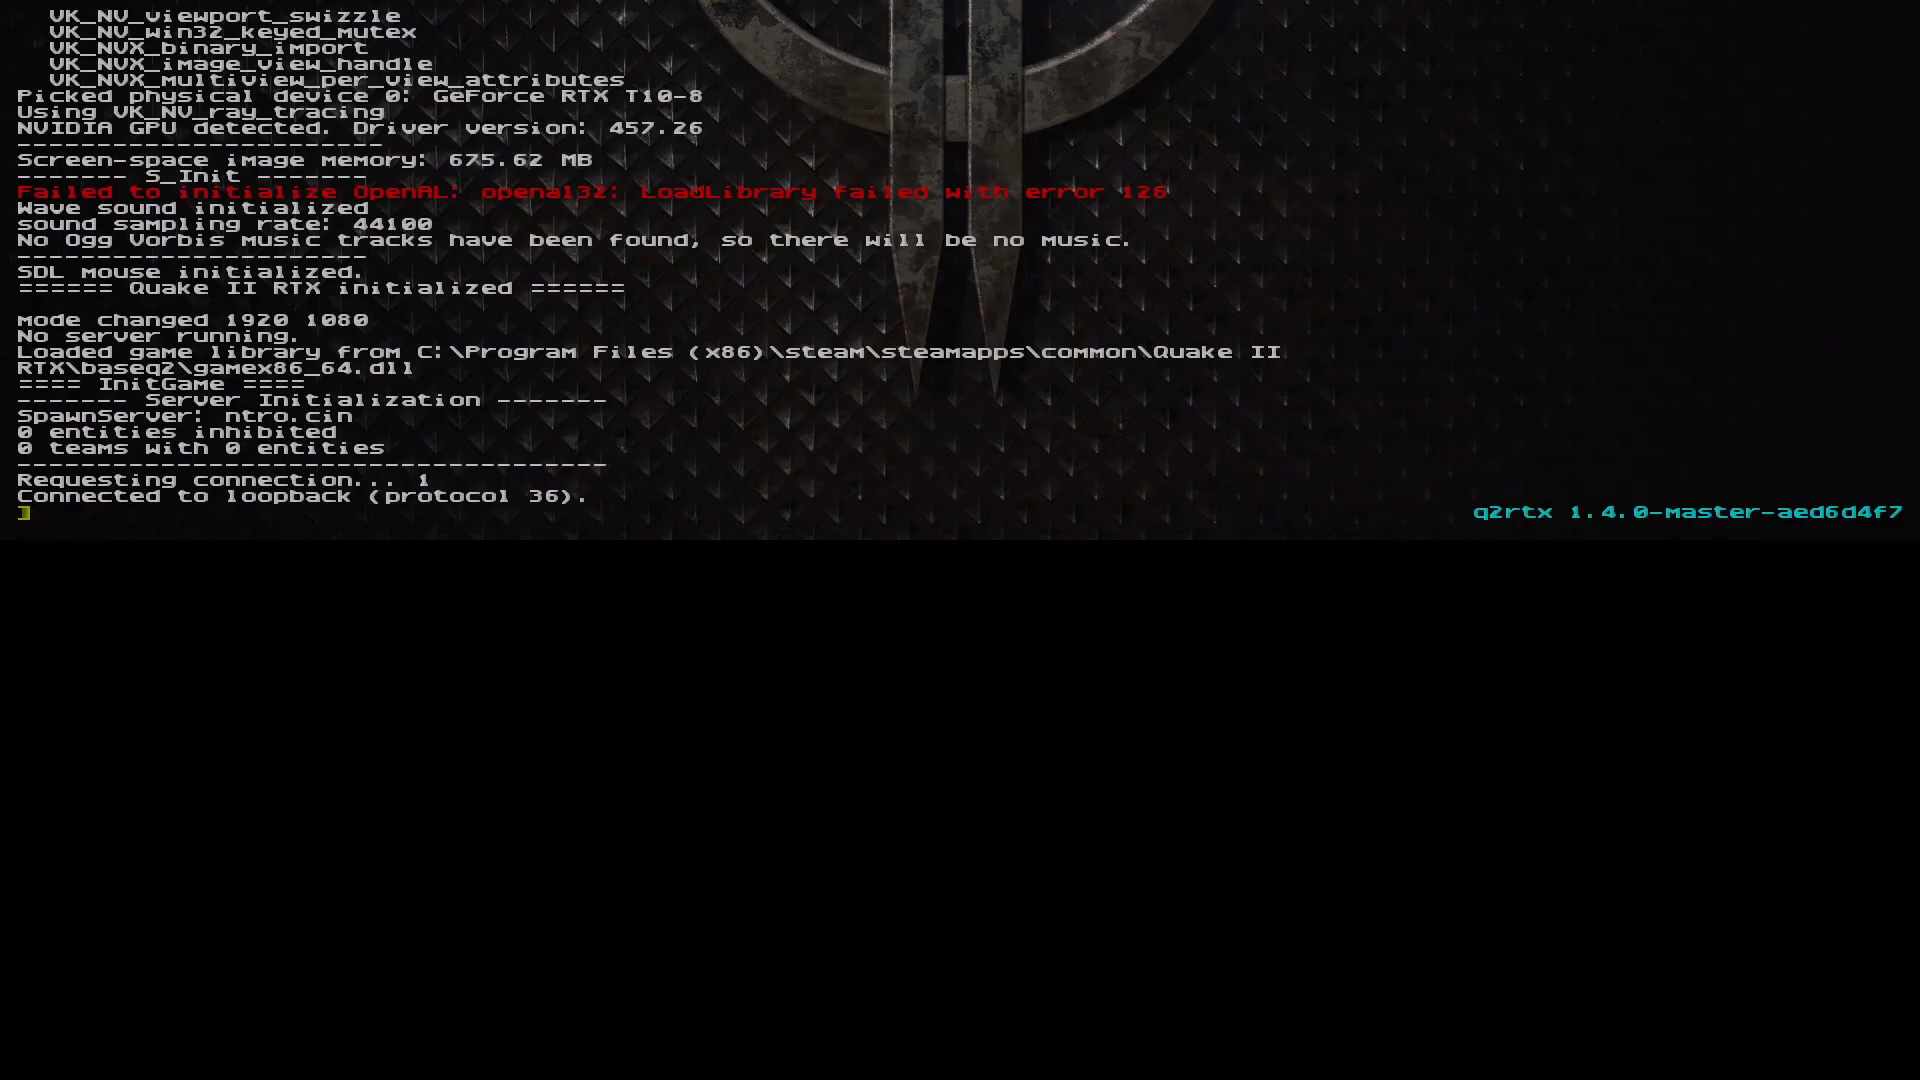 VK_NV_viewport_swizzle
VK_NV_win32_keyed_mutex
VK_NVX_binary_import
VK_NVX_image_view_handle
VK_NVX_multiview_per_view_attributes
Picked physical device 0: GeForce RTX T10-8
Using VK_NV_ray_tracing
NVIDIA GPU detected. Driver version: 457.26
-----------------------
Screen-space image memory: 675.62 MB
------- S_Init -------
Failed to initialize OpenAL: openal32: LoadLibrary failed with error 126
Wave sound initialized
sound sampling rate: 44100
No Ogg Vorbis music tracks have been found, so there will be no music.
----------------------
SDL mouse initialized.
====== Quake II RTX initialized ======
mode changed 1920 1080
No server running.
Loaded game library from C:\Program Files (x86)\steam\steamapps\common\Quake II
RTX\baseq2\gamex86_64.dll
==== InitGame ====
------- Server Initialization -------
SpawnServer: ntro.cin
0 entities inhibited
0 teams with 0 entities
-------------------------------------
Requesting connection... 1
Connected to loopback (protocol 36).
]
q2rtx 1.4.0-master-aed6d4f7